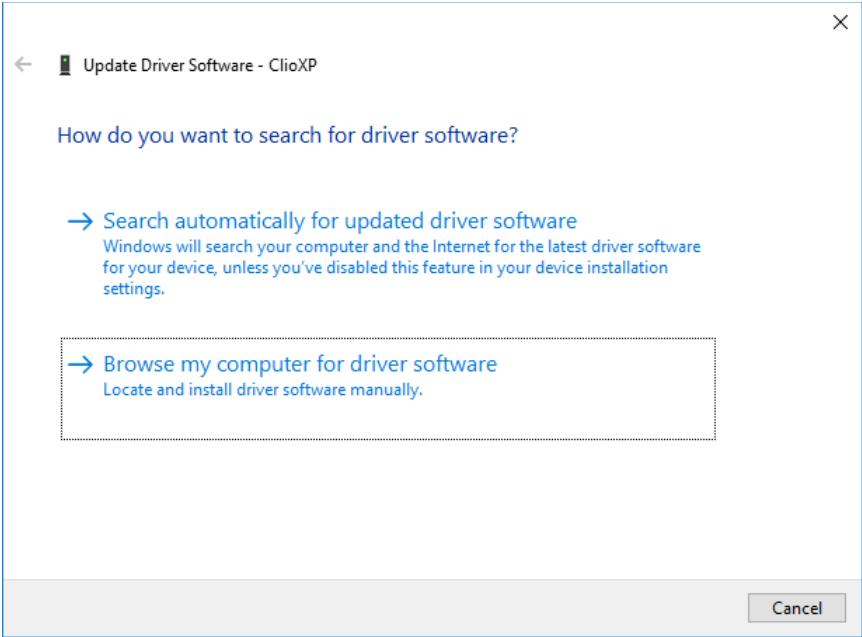 Update Driver Software - ClioXP
How do you want to search for driver software?
Search automatically for updated driver software
Windows will search your computer and the Internet for the latest driver software
for your device, unless you've disabled this feature in your device installation
settings.
Browse my computer for driver software
Locate and install driver software manually.
Cancel